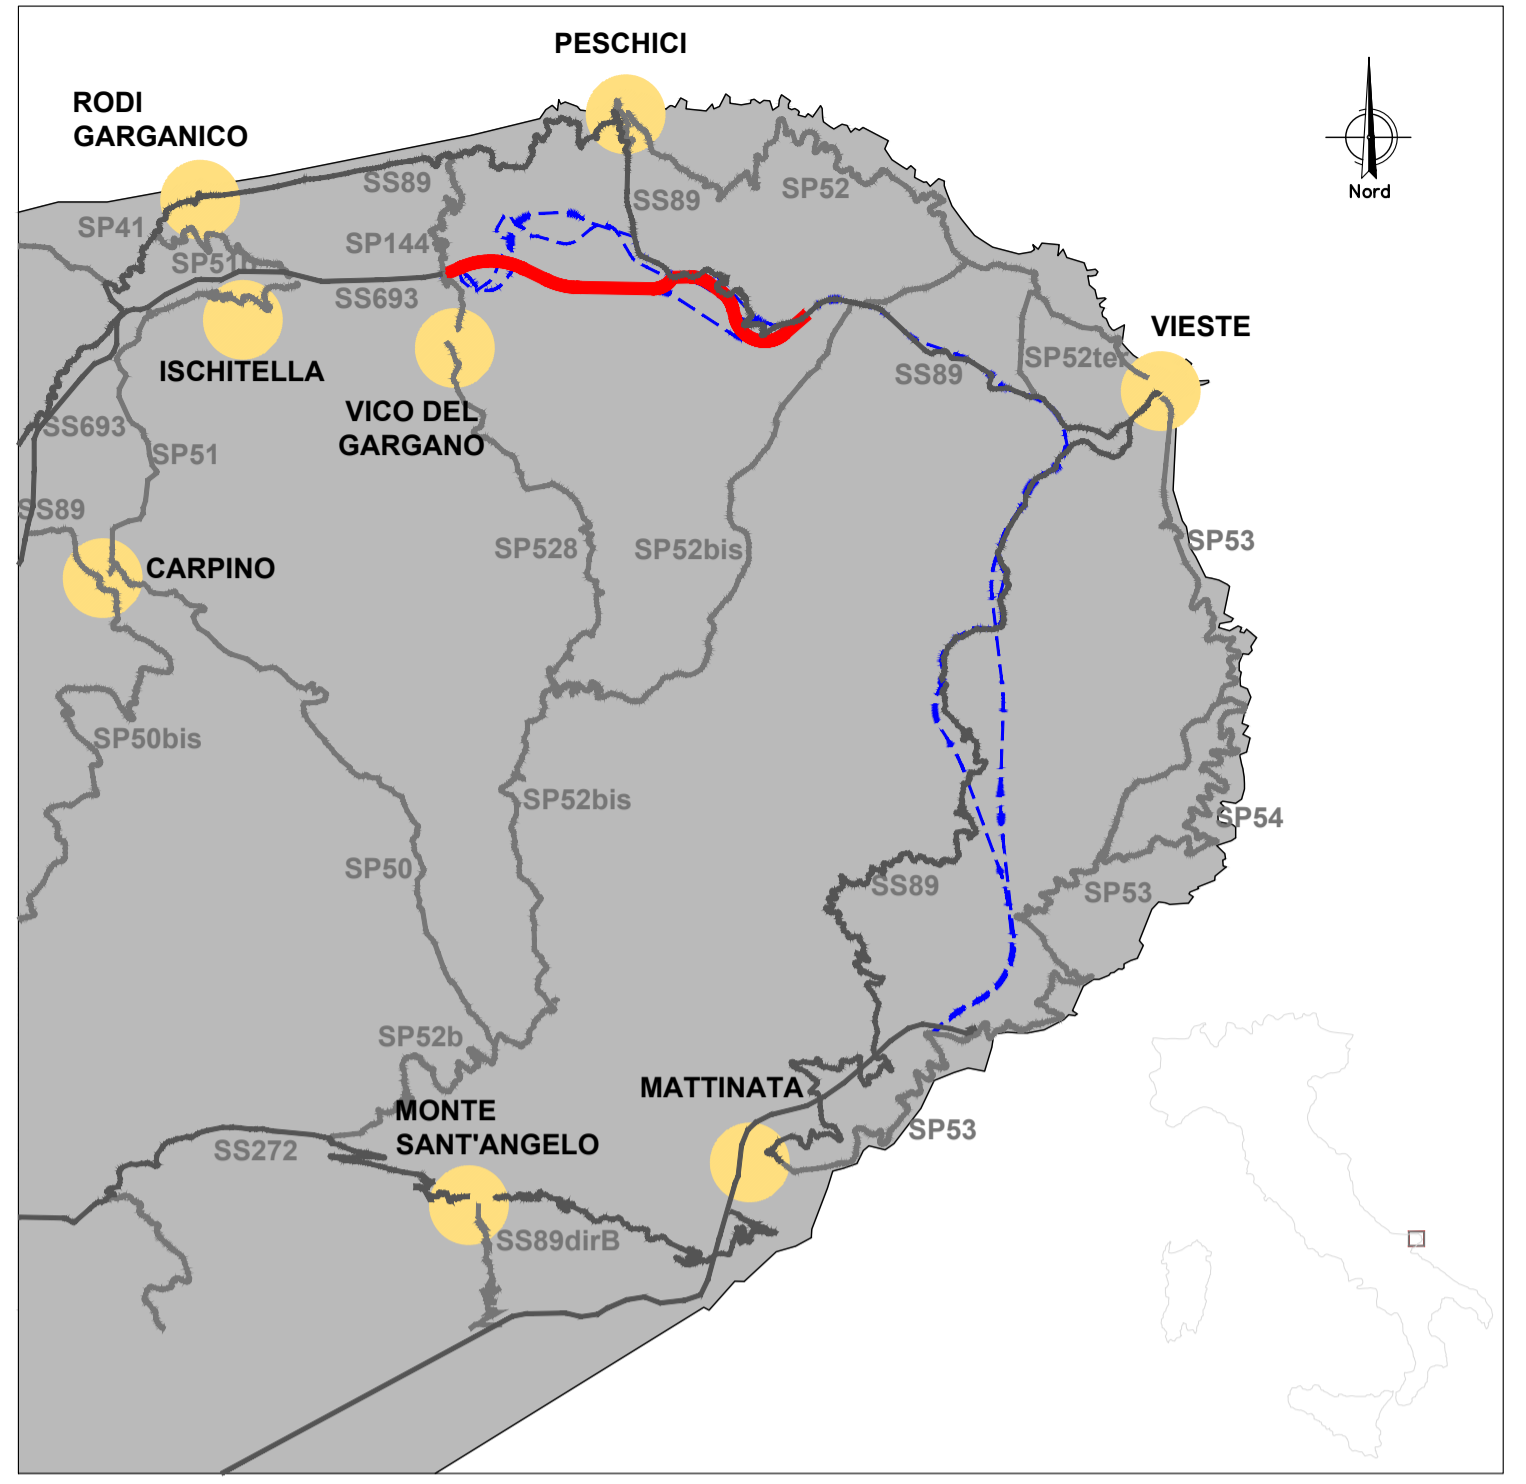 PESCHICI
RODI
GARGANICO
Nord
SS89
SP52
SS89
SP41
SP144
SP51
SS693
VIESTE
SP52ter
SS89
ISCHITELLA
VICO DEL
GARGANO
SS693
SP51
SS89
SP528
SP52bis
SP53
CARPINO
SP50bis
SP52bis
SP54
SP50
SS89
SP53
SP52b
MATTINATA
MONTE
SANT'ANGELO
SP53
SS272
SS89dirB